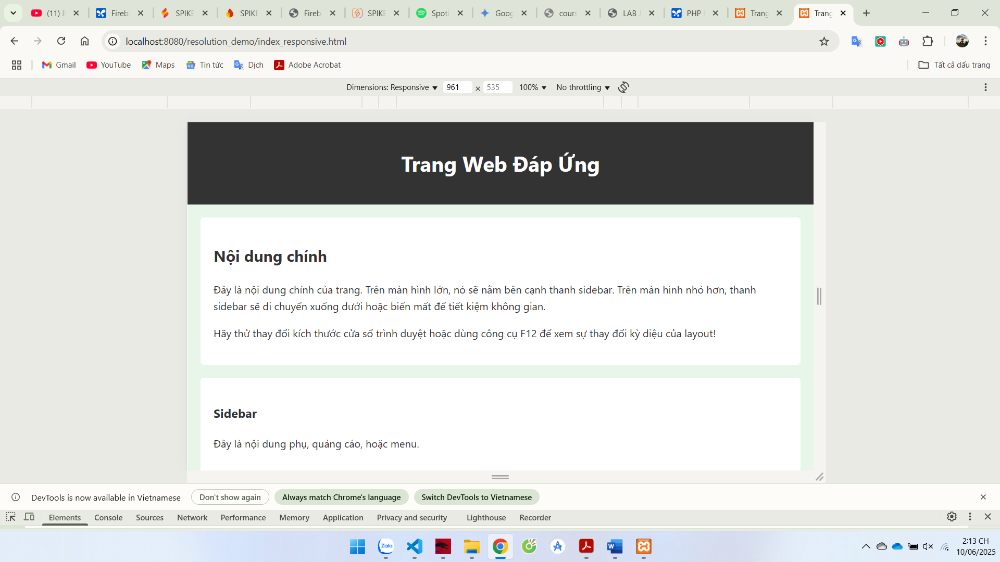 (11) E
Fireb
SPIKE
SPIKE
Fireb
SPIKE
Spoti
Goog
cours
LAB J
PHP
Trang
Trang
localhost:8080/resolution_demo/index_responsive.html
Gmail
YouTube
Maps
Tin tức
Dịch
Adobe Acrobat
Tất cả dấu trang
Dimensions: Responsive 961 × 535 100% No throttling
Trang Web Đáp Ứng
Nội dung chính
Đây là nội dung chính của trang. Trên màn hình lớn, nó sẽ nằm bên cạnh thanh sidebar. Trên màn hình nhỏ hơn, thanh
sidebar sẽ di chuyển xuống dưới hoặc biến mất để tiết kiệm không gian.
Hãy thử thay đổi kích thước cửa sổ trình duyệt hoặc dùng công cụ F12 để xem sự thay đổi kỳ diệu của layout!
Sidebar
Đây là nội dung phụ, quảng cáo, hoặc menu.
DevTools is now available in Vietnamese
Don't show again
Always match Chrome's language
Switch DevTools to Vietnamese
Elements
Console
Sources
Network
Performance
Memory
Application
Privacy and security
Lighthouse
Recorder
Zalo
W
2:13 CH
10/06/2025